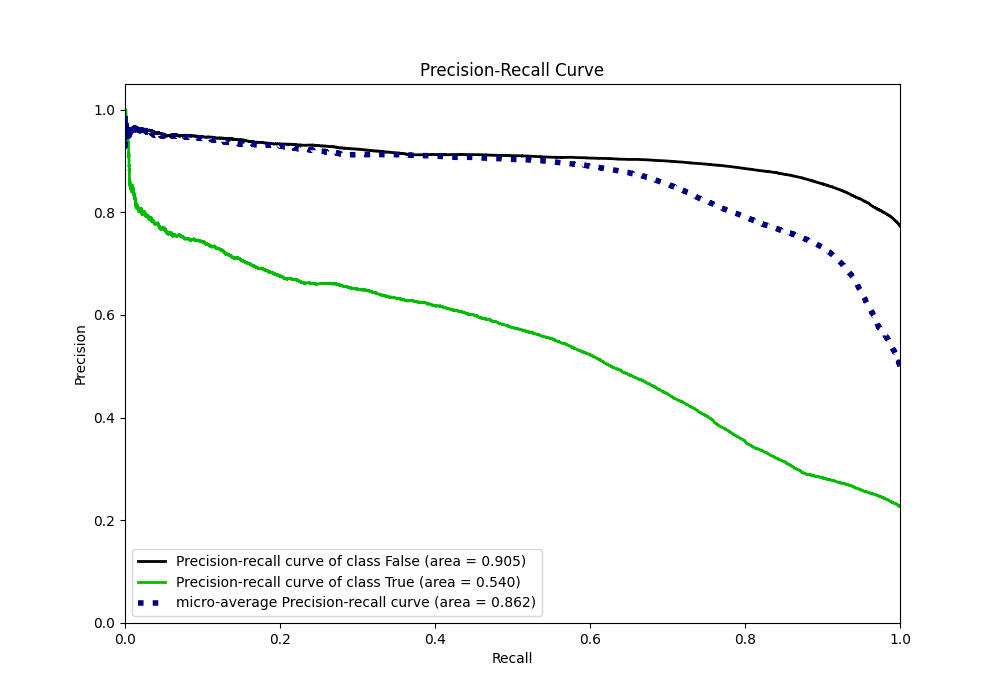 Precision-Recall Curve
1.0
0.8
0.6
0.4
0.2
0.0
Precision
Precision-recall curve of class False (area = 0.905)
Precision-recall curve of class True (area = 0.540)
micro-average Precision-recall curve (area = 0.862)
0.0 0.2 0.4 0.6 0.8 1.0
Recall